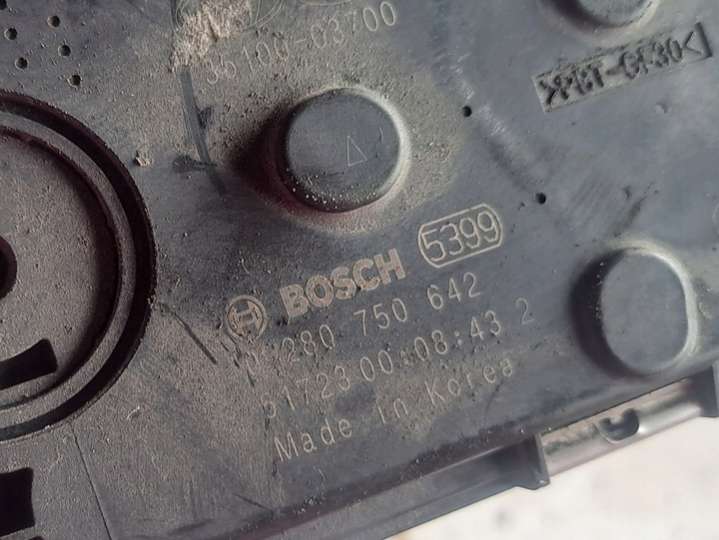 35100-03700
>PBT-GF30<
BOSCH 5399
0 280 750 642
51723 00:08:43 2
Made in Korea